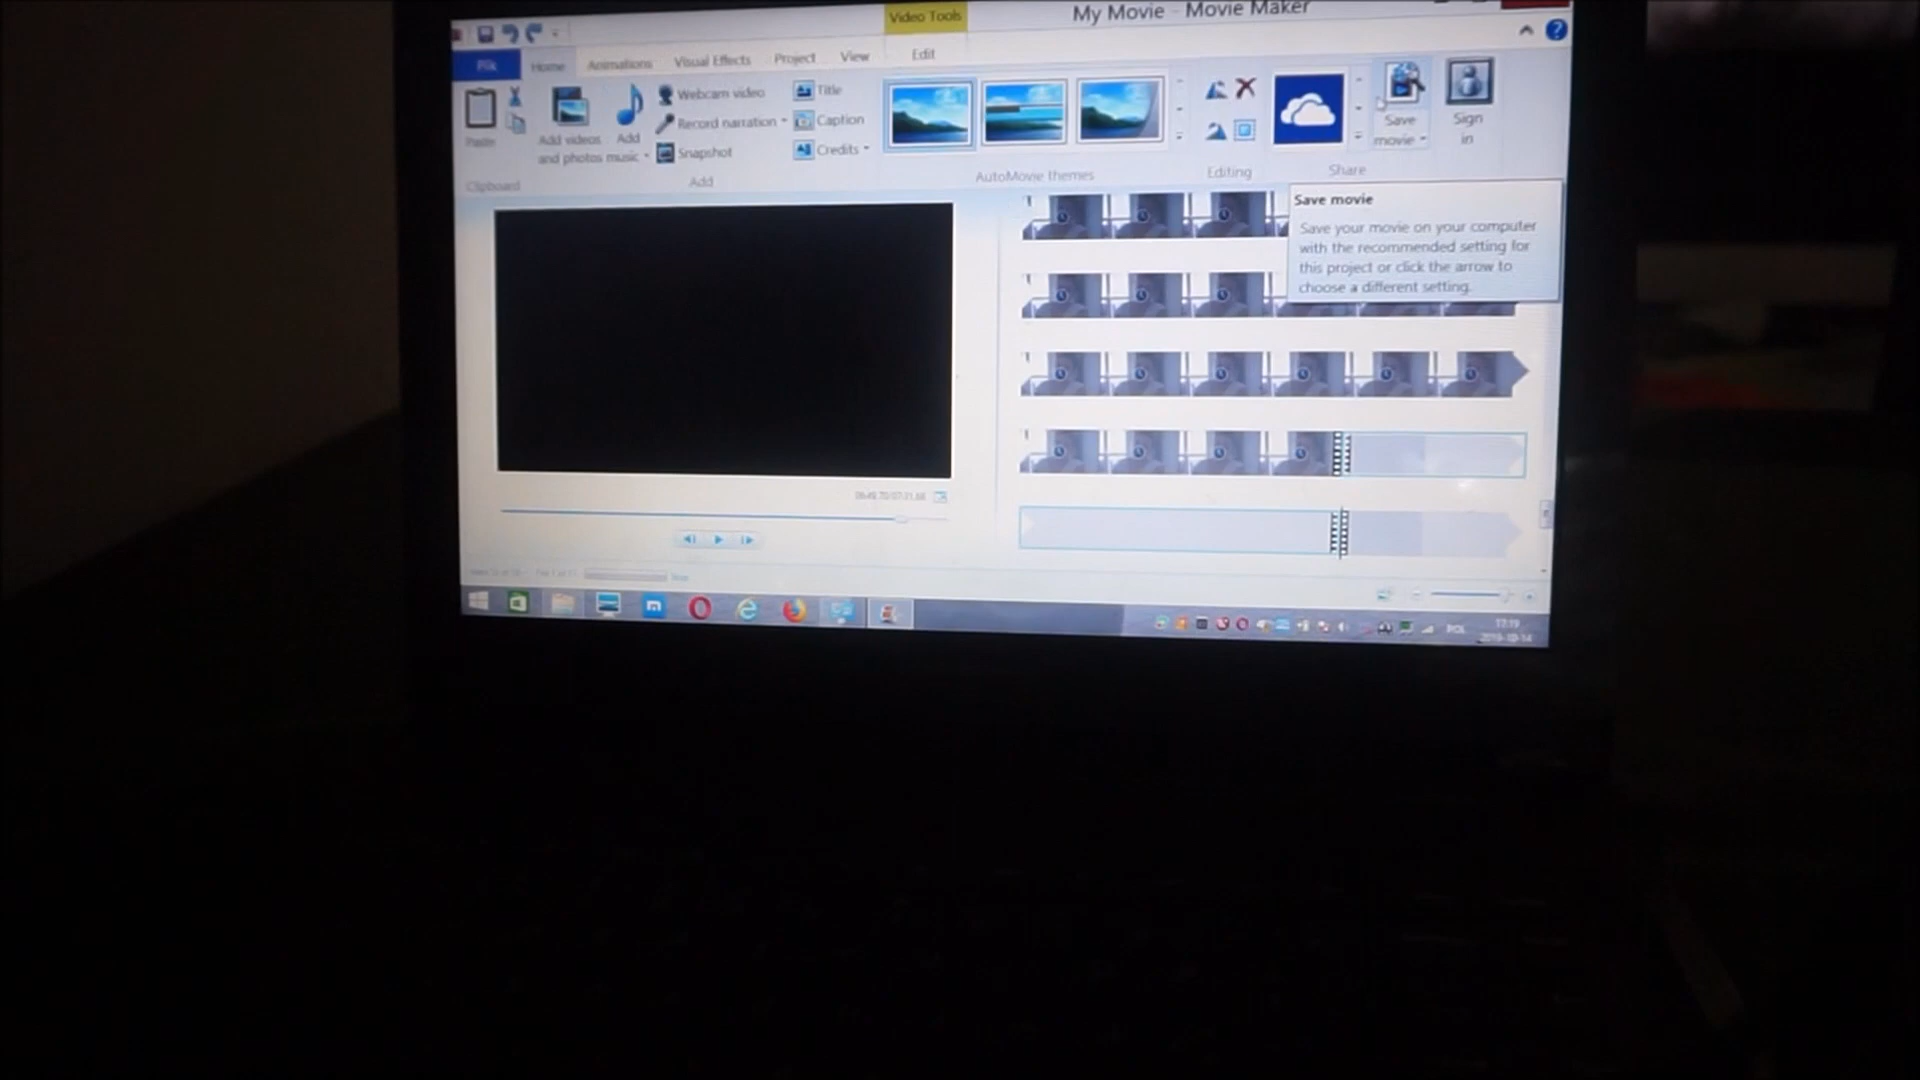 Video Tools
My Movie - Movie Maker
Plik
Home
Animations
Visual Effects
Project
View
Edit
Paste
Add videos
and photos
Add
music
Webcam video
Record narration
Snapshot
Title
Caption
Credits
Save
movie
Sign
in
Clipboard
Add
AutoMovie themes
Editing
Share
Save movie
Save your movie on your computer
with the recommended setting for
this project or click the arrow to
choose a different setting.
POL